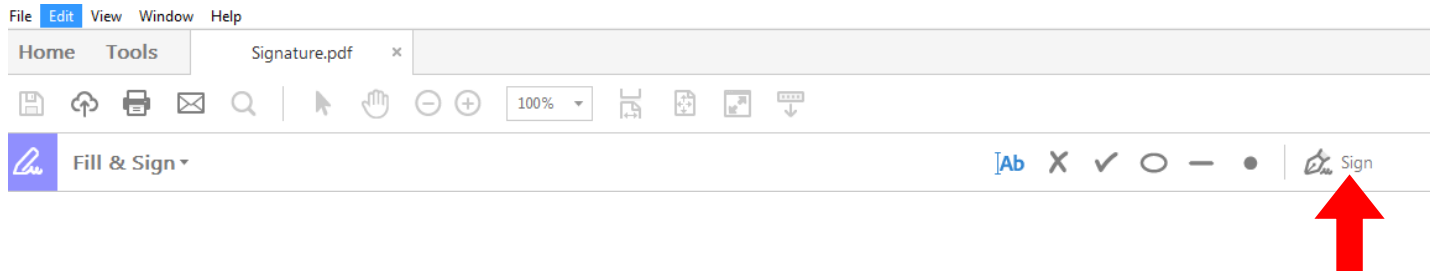 File Edit View Window Help
Home Tools Signature.pdf ×
100%
Fill & Sign Ab Sign